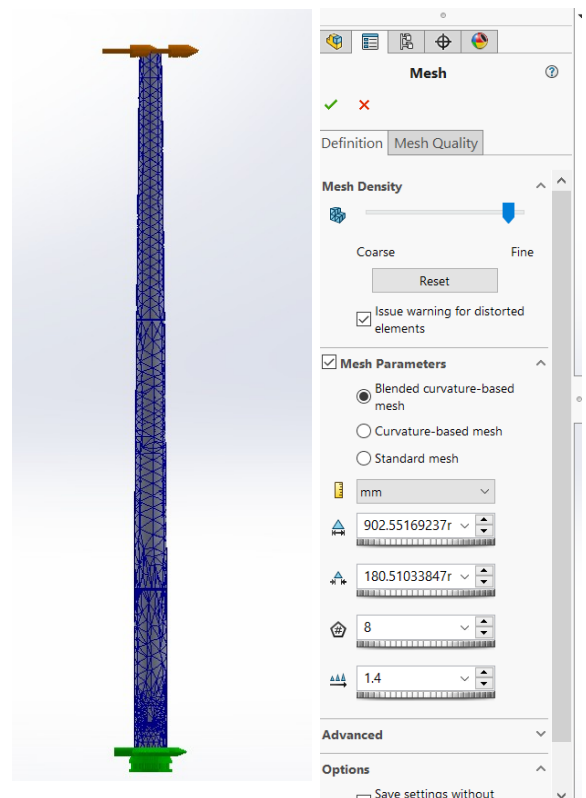 Mesh
Definition
Mesh Quality
Mesh Density
Coarse
Fine
Reset
Issue warning for distorted
elements
Mesh Parameters
Blended curvature-based
mesh
Curvature-based mesh
Standard mesh
mm
902.55169237r
180.51033847r
8
1.4
Advanced
Options
Save settings without